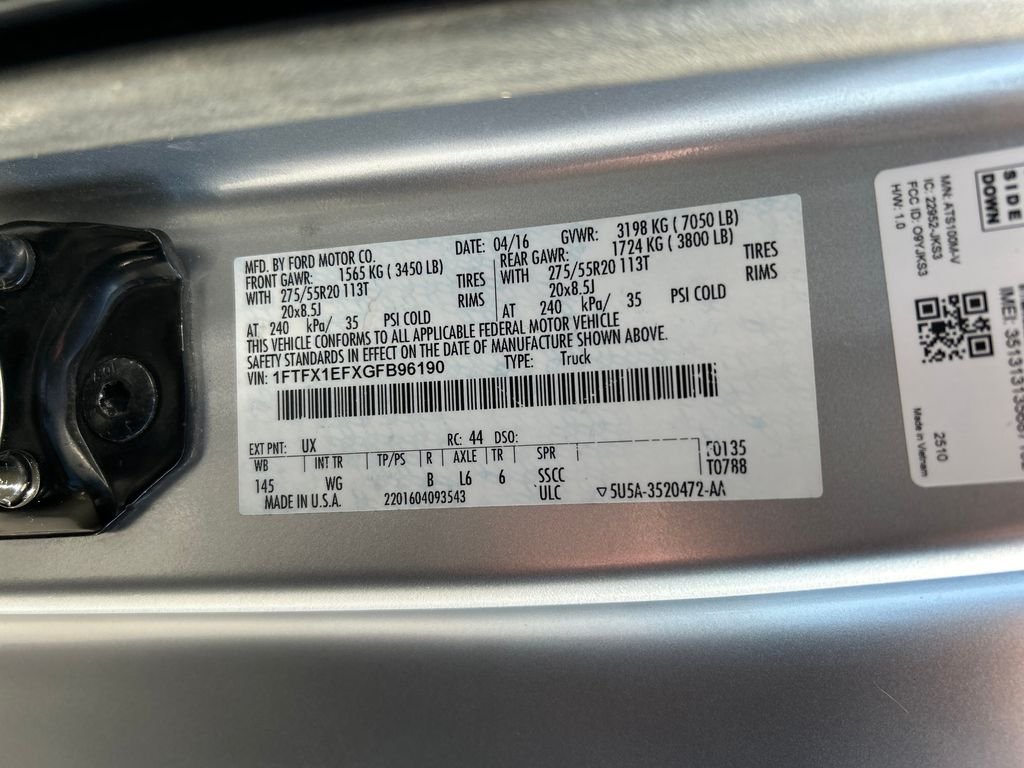 MFD. BY FORD MOTOR CO.
DATE: 04/16
GVWR: 3198 KG ( 7050 LB)
FRONT GAWR: 1565 KG ( 3450 LB)
WITH 275/55R20 113T TIRES
20x8.5J RIMS
AT 240 kPa/ 35 PSI COLD
REAR GAWR: 1724 KG ( 3800 LB)
WITH 275/55R20 113T TIRES
20x8.5J RIMS
AT 240 kPa/ 35 PSI COLD
THIS VEHICLE CONFORMS TO ALL APPLICABLE FEDERAL MOTOR VEHICLE
SAFETY STANDARDS IN EFFECT ON THE DATE OF MANUFACTURE SHOWN ABOVE.
VIN: 1FTFX1EFXGFB96190
TYPE: Truck
EXT PNT: UX RC: 44 DSO:
WB INT TR TP/PS R AXLE TR SPR
145 WG B L6 6 SSCC
ULC
F0135
T0788
MADE IN U.S.A. 2201604093543
▽5U5A-3520472-AA
SIDE
DOWN
M/N: ATS100M-V
IC: 22952-JKS3
FCC ID: O9YJKS3
H/W: 1.0
Made in Vietnam
2510